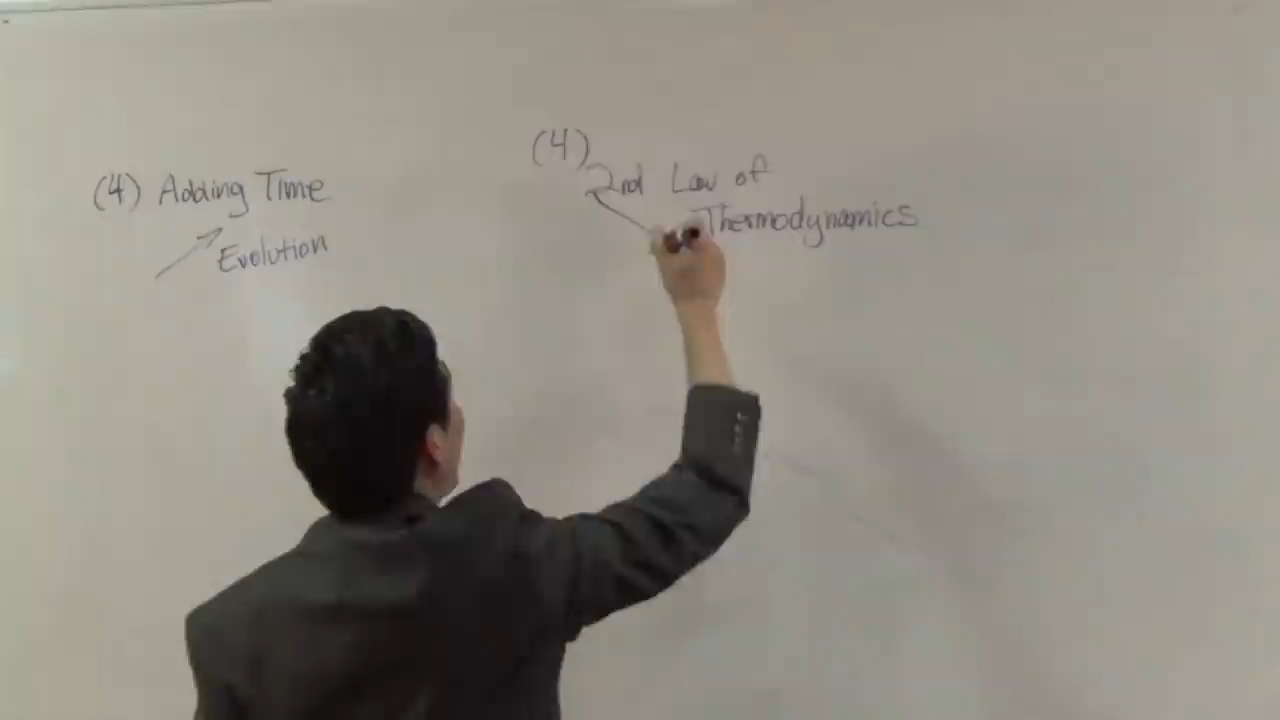 (4) Adding Time
Evolution
(4)
2nd Law of
Thermodynamics